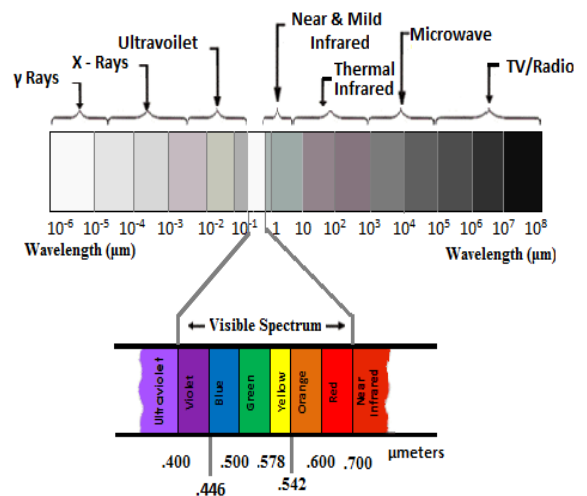 Near & Mild
Infrared
Ultravoilet
Microwave
X - Rays
γ Rays
Thermal
Infrared
TV/Radio
10-6 10-5 10-4 10-3 10-2 10-1 1 10 10² 10³ 10⁴ 10⁵ 10⁶ 10⁷ 10⁸
Wavelength (µm) Wavelength (µm)
Visible Spectrum
Ultraviolet
Violet
Blue
Green
Yellow
Orange
Red
Near
Infrared
.400 .500 .578 .600 .700 µmeters
.446 .542